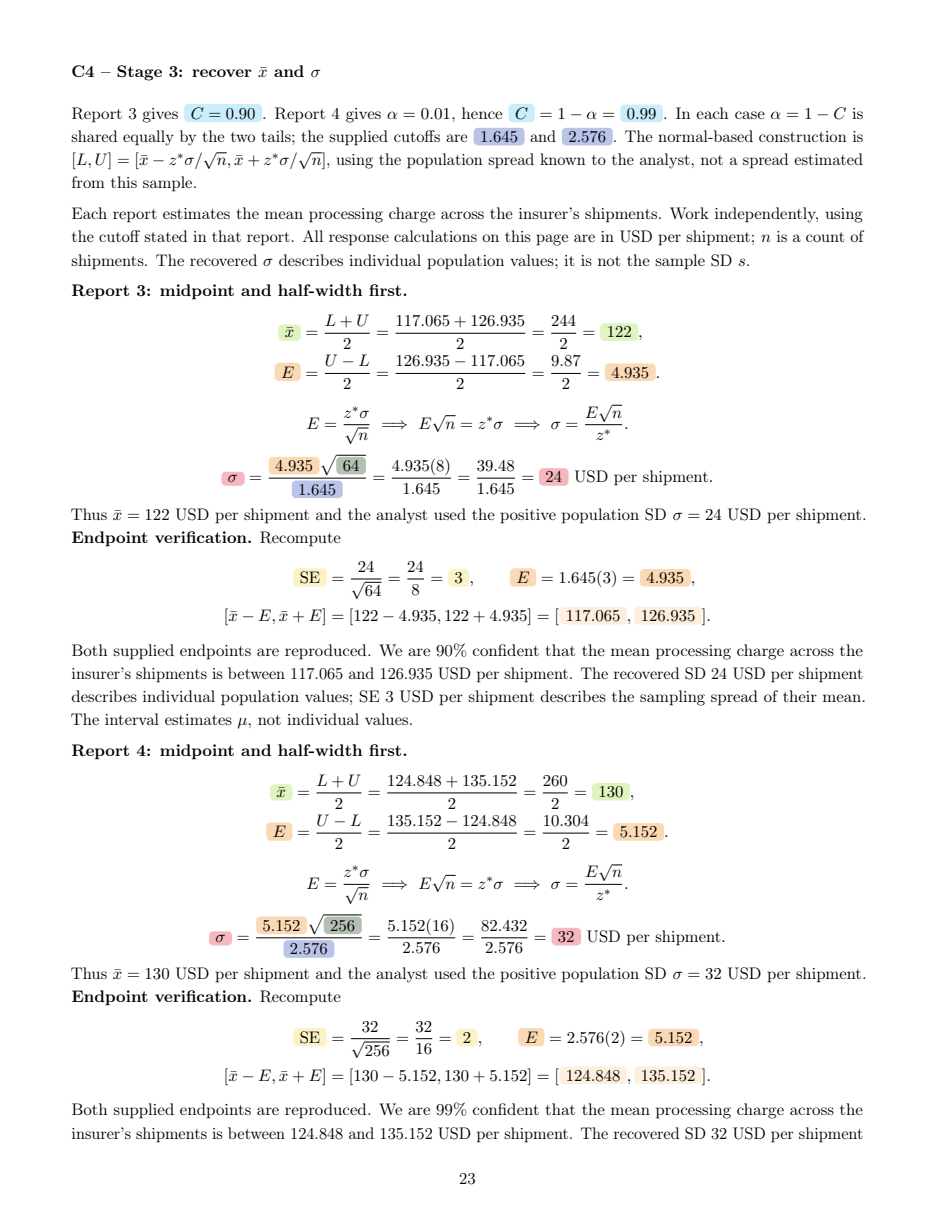 C4 – Stage 3: recover x̄ and σ
Report 3 gives C = 0.90 . Report 4 gives α = 0.01, hence C = 1 − α = 0.99 . In each case α = 1 − C is
shared equally by the two tails; the supplied cutoffs are 1.645 and 2.576 . The normal-based construction is
[L, U] = [x̄ − z*σ/√n, x̄ + z*σ/√n], using the population spread known to the analyst, not a spread estimated
from this sample.
Each report estimates the mean processing charge across the insurer’s shipments. Work independently, using
the cutoff stated in that report. All response calculations on this page are in USD per shipment; n is a count of
shipments. The recovered σ describes individual population values; it is not the sample SD s.
Report 3: midpoint and half-width first.
x̄ = (L + U)/2 = (117.065 + 126.935)/2 = 244/2 = 122 ,
E = (U − L)/2 = (126.935 − 117.065)/2 = 9.87/2 = 4.935 .
E = z*σ/√n ⟹ E√n = z*σ ⟹ σ = E√n/z*.
σ = 4.935 √64/1.645 = 4.935(8)/1.645 = 39.48/1.645 = 24 USD per shipment.
Thus x̄ = 122 USD per shipment and the analyst used the positive population SD σ = 24 USD per shipment.
Endpoint verification. Recompute
SE = 24/√64 = 24/8 = 3 , E = 1.645(3) = 4.935 ,
[x̄ − E, x̄ + E] = [122 − 4.935, 122 + 4.935] = [ 117.065 , 126.935 ].
Both supplied endpoints are reproduced. We are 90% confident that the mean processing charge across the
insurer’s shipments is between 117.065 and 126.935 USD per shipment. The recovered SD 24 USD per shipment
describes individual population values; SE 3 USD per shipment describes the sampling spread of their mean.
The interval estimates μ, not individual values.
Report 4: midpoint and half-width first.
x̄ = (L + U)/2 = (124.848 + 135.152)/2 = 260/2 = 130 ,
E = (U − L)/2 = (135.152 − 124.848)/2 = 10.304/2 = 5.152 .
E = z*σ/√n ⟹ E√n = z*σ ⟹ σ = E√n/z*.
σ = 5.152 √256/2.576 = 5.152(16)/2.576 = 82.432/2.576 = 32 USD per shipment.
Thus x̄ = 130 USD per shipment and the analyst used the positive population SD σ = 32 USD per shipment.
Endpoint verification. Recompute
SE = 32/√256 = 32/16 = 2 , E = 2.576(2) = 5.152 ,
[x̄ − E, x̄ + E] = [130 − 5.152, 130 + 5.152] = [ 124.848 , 135.152 ].
Both supplied endpoints are reproduced. We are 99% confident that the mean processing charge across the
insurer’s shipments is between 124.848 and 135.152 USD per shipment. The recovered SD 32 USD per shipment
23